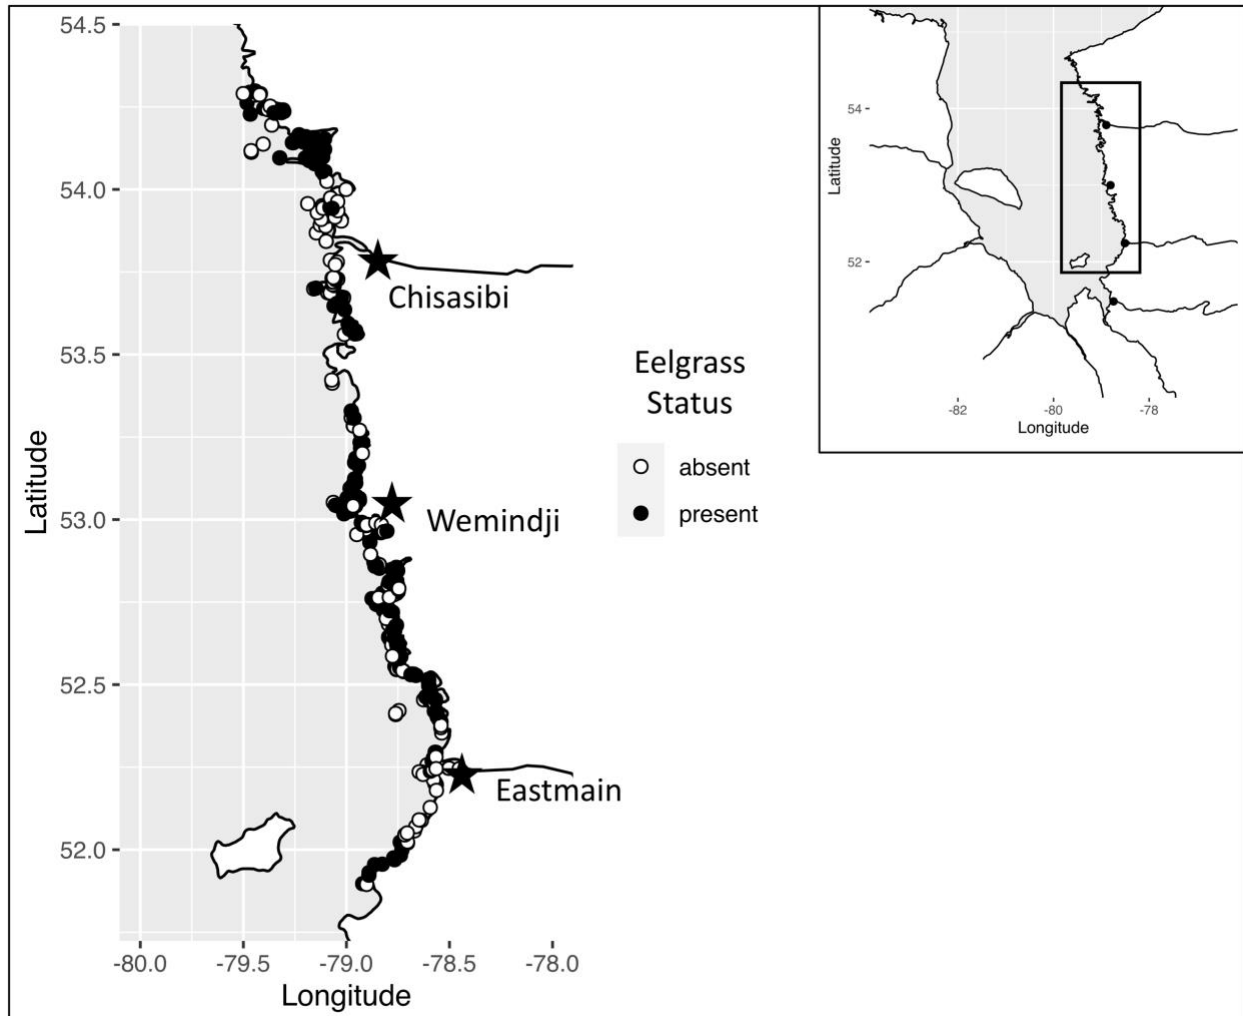 54.5
54.0
53.5
53.0
52.5
52.0
Latitude
-80.0
-79.5
-79.0
-78.5
-78.0
Longitude
Chisasibi
Wemindji
Eastmain
Eelgrass
Status
absent
present
54
52
Latitude
-82
-80
-78
Longitude